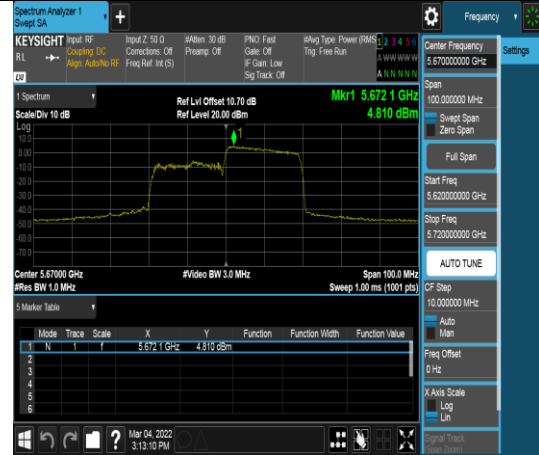 Spectrum Analyzer 1
Swept SA
+
Frequency
KEYSIGHT
RL
LXI
Input: RF
Coupling: DC
Align: Auto/No RF
Input Z: 50 Ω
Corrections: Off
Freq Ref: Int (S)
#Atten: 30 dB
Preamp: Off
PNO: Fast
Gate: Off
IF Gain: Low
Sig Track: Off
#Avg Type: Power (RMS
Trig: Free Run
1 2 3 4 5 6
A W W W W W
A N N N N N
1 Spectrum
Scale/Div 10 dB
Ref Lvl Offset 10.70 dB
Ref Level 20.00 dBm
Mkr1 5.672 1 GHz
4.810 dBm
Log
10.0
0.00
-10.0
-20.0
-30.0
-40.0
-50.0
-60.0
-70.0
1
Center 5.67000 GHz
#Res BW 1.0 MHz
#Video BW 3.0 MHz
Span 100.0 MHz
Sweep 1.00 ms (1001 pts)
5 Marker Table
Mode Trace Scale X Y Function Function Width Function Value
1 N 1 f 5.672 1 GHz 4.810 dBm
2
3
4
5
6
?
Mar 04, 2022
3:13:10 PM
Center Frequency
5.670000000 GHz
Settings
Span
100.000000 MHz
Swept Span
Zero Span
Full Span
Start Freq
5.620000000 GHz
Stop Freq
5.720000000 GHz
AUTO TUNE
CF Step
10.000000 MHz
Auto
Man
Freq Offset
0 Hz
X Axis Scale
Log
Lin
Signal Track
(Span Zoom)